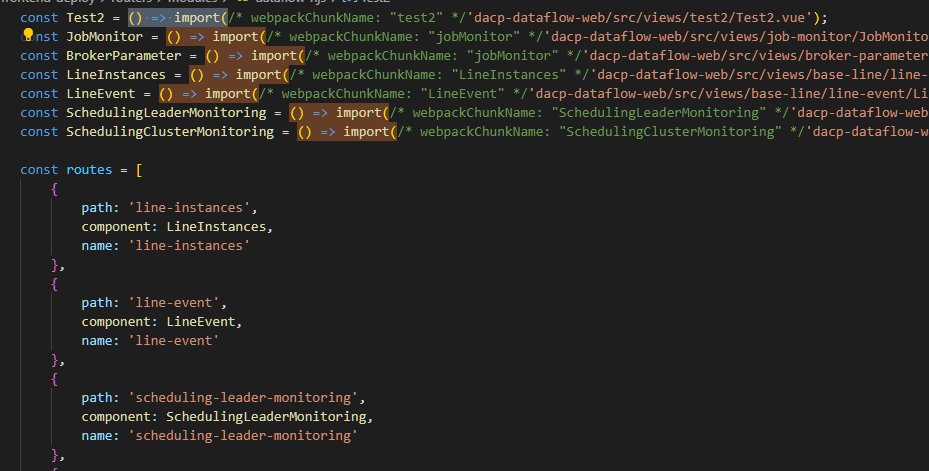 frontend-deploy > routers > modules > dataflow-f.js > Test2
const Test2 = () => import(/* webpackChunkName: "test2" */'dacp-dataflow-web/src/views/test2/Test2.vue');
const JobMonitor = () => import(/* webpackChunkName: "jobMonitor" */'dacp-dataflow-web/src/views/job-monitor/JobMonito
const BrokerParameter = () => import(/* webpackChunkName: "jobMonitor" */'dacp-dataflow-web/src/views/broker-parameter
const LineInstances = () => import(/* webpackChunkName: "LineInstances" */'dacp-dataflow-web/src/views/base-line/line-
const LineEvent = () => import(/* webpackChunkName: "LineEvent" */'dacp-dataflow-web/src/views/base-line/line-event/Li
const SchedulingLeaderMonitoring = () => import(/* webpackChunkName: "SchedulingLeaderMonitoring" */'dacp-dataflow-web
const SchedulingClusterMonitoring = () => import(/* webpackChunkName: "SchedulingClusterMonitoring" */'dacp-dataflow-w
const routes = [
{
path: 'line-instances',
component: LineInstances,
name: 'line-instances'
},
{
path: 'line-event',
component: LineEvent,
name: 'line-event'
},
{
path: 'scheduling-leader-monitoring',
component: SchedulingLeaderMonitoring,
name: 'scheduling-leader-monitoring'
},